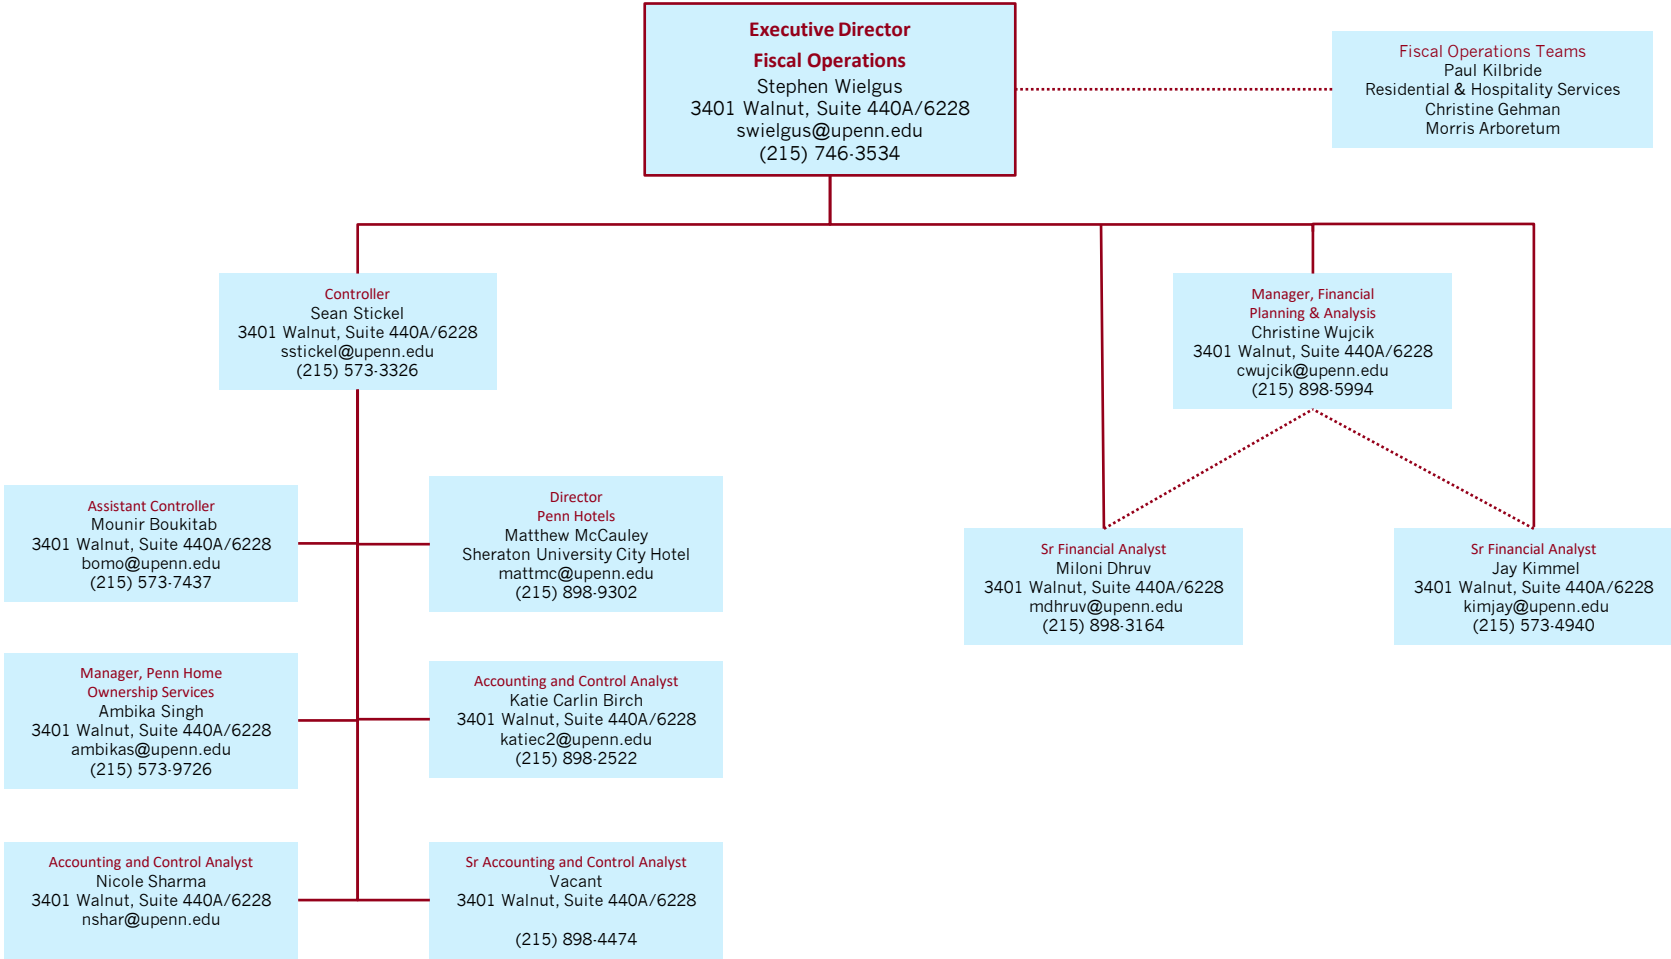 Executive Director
Fiscal Operations
Stephen Wielgus
3401 Walnut, Suite 440A/6228
swielgus@upenn.edu
(215) 746-3534
Fiscal Operations Teams
Paul Kilbride
Residential & Hospitality Services
Christine Gehman
Morris Arboretum
Controller
Sean Stickel
3401 Walnut, Suite 440A/6228
sstickel@upenn.edu
(215) 573-3326
Manager, Financial
Planning & Analysis
Christine Wujcik
3401 Walnut, Suite 440A/6228
cwujcik@upenn.edu
(215) 898-5994
Assistant Controller
Mounir Boukitab
3401 Walnut, Suite 440A/6228
bomo@upenn.edu
(215) 573-7437
Director
Penn Hotels
Matthew McCauley
Sheraton University City Hotel
mattmc@upenn.edu
(215) 898-9302
Sr Financial Analyst
Miloni Dhruv
3401 Walnut, Suite 440A/6228
mdhruv@upenn.edu
(215) 898-3164
Sr Financial Analyst
Jay Kimmel
3401 Walnut, Suite 440A/6228
kimjay@upenn.edu
(215) 573-4940
Manager, Penn Home
Ownership Services
Ambika Singh
3401 Walnut, Suite 440A/6228
ambikas@upenn.edu
(215) 573-9726
Accounting and Control Analyst
Katie Carlin Birch
3401 Walnut, Suite 440A/6228
katiec2@upenn.edu
(215) 898-2522
Accounting and Control Analyst
Nicole Sharma
3401 Walnut, Suite 440A/6228
nshar@upenn.edu
Sr Accounting and Control Analyst
Vacant
3401 Walnut, Suite 440A/6228
(215) 898-4474